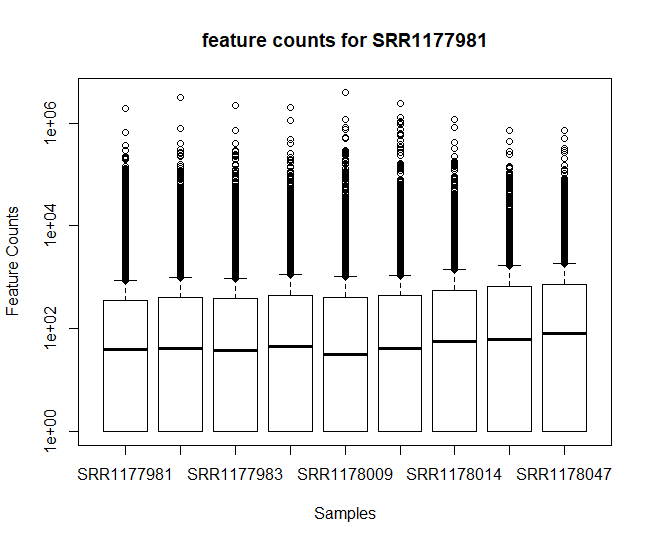 feature counts for SRR1177981
Feature Counts
1e+06
1e+04
1e+02
1e+00
SRR1177981 SRR1177983 SRR1178009 SRR1178014 SRR1178047
Samples